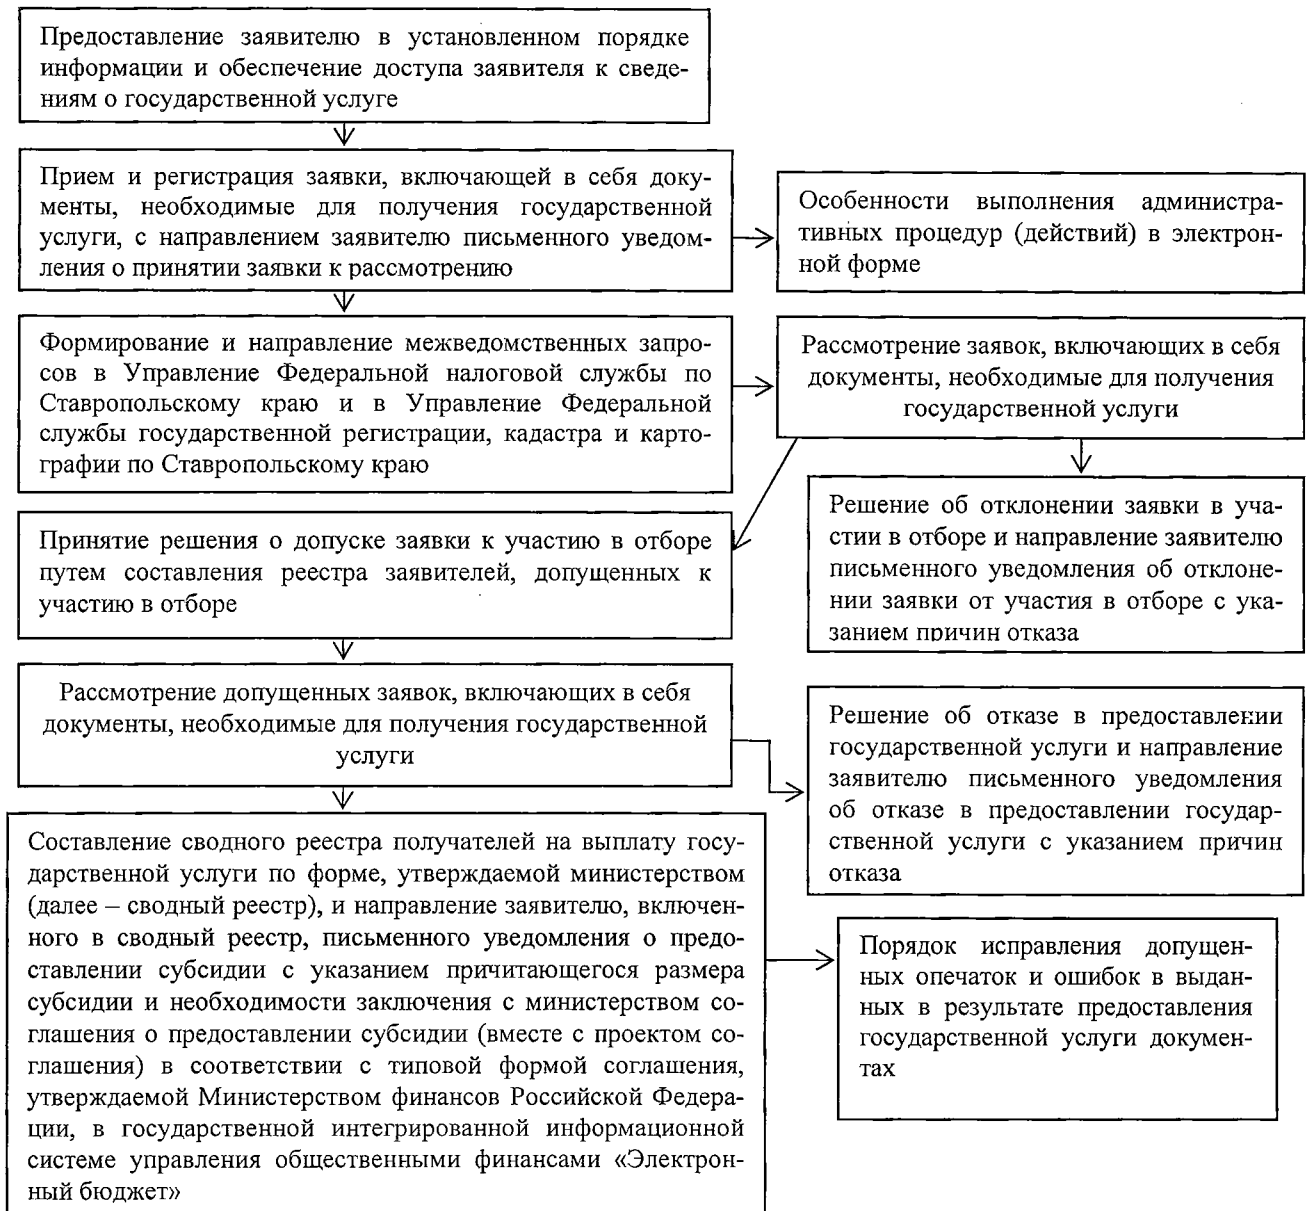 Предоставление заявителю в установленном порядке
информации и обеспечение доступа заявителя к сведе-
ниям о государственной услуге
Прием и регистрация заявки, включающей в себя доку-
менты, необходимые для получения государственной
услуги, с направлением заявителю письменного уведом-
ления о принятии заявки к рассмотрению
Особенности выполнения администра-
тивных процедур (действий) в электрон-
ной форме
Формирование и направление межведомственных запро-
сов в Управление Федеральной налоговой службы по
Ставропольскому краю и в Управление Федеральной
службы государственной регистрации, кадастра и карто-
графии по Ставропольскому краю
Рассмотрение заявок, включающих в себя
документы, необходимые для получения
государственной услуги
Принятие решения о допуске заявки к участию в отборе
путем составления реестра заявителей, допущенных к
участию в отборе
Решение об отклонении заявки в уча-
стии в отборе и направление заявителю
письменного уведомления об отклоне-
нии заявки от участия в отборе с ука-
занием причин отказа
Рассмотрение допущенных заявок, включающих в себя
документы, необходимые для получения государственной
услуги
Решение об отказе в предоставлении
государственной услуги и направление
заявителю письменного уведомления
об отказе в предоставлении государ-
ственной услуги с указанием причин
отказа
Составление сводного реестра получателей на выплату госу-
дарственной услуги по форме, утверждаемой министерством
(далее – сводный реестр), и направление заявителю, включен-
ного в сводный реестр, письменного уведомления о предо-
ставлении субсидии с указанием причитающегося размера
субсидии и необходимости заключения с министерством со-
глашения о предоставлении субсидии (вместе с проектом со-
глашения) в соответствии с типовой формой соглашения,
утверждаемой Министерством финансов Российской Федера-
ции, в государственной интегрированной информационной
системе управления общественными финансами «Электрон-
ный бюджет»
Порядок исправления допущен-
ных опечаток и ошибок в выдан-
ных в результате предоставления
государственной услуги докумен-
тах